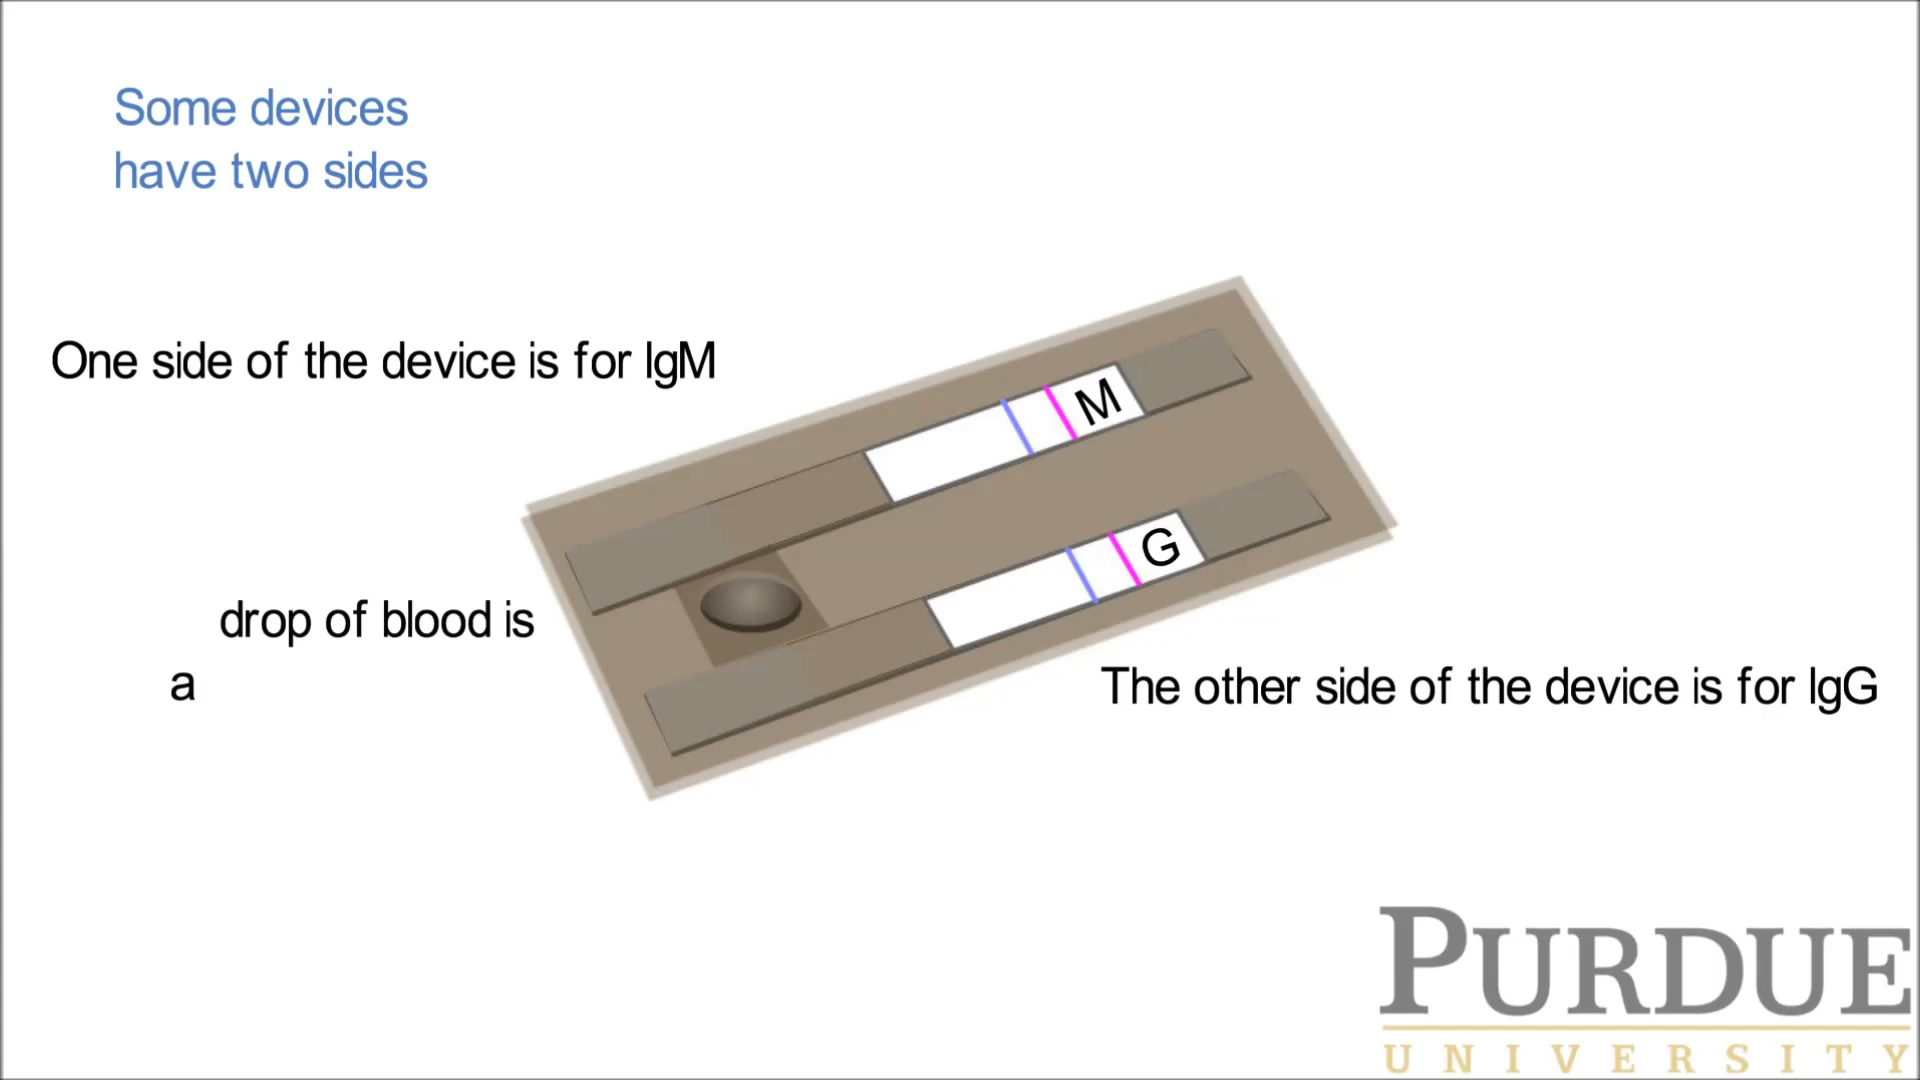 Some devices
have two sides
One side of the device is for IgM
M
G
drop of blood is
a
The other side of the device is for IgG
PURDUE
UNIVERSITY